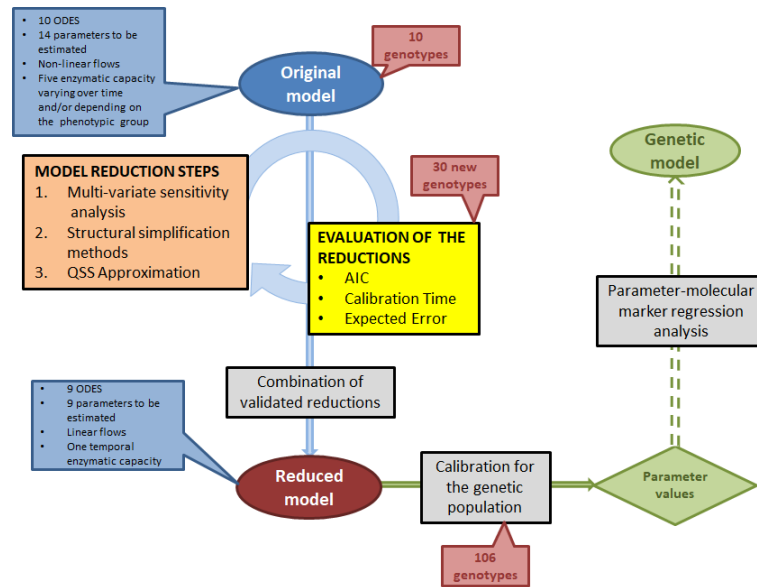 • 10 ODES
• 14 parameters to be
estimated
• Non-linear flows
• Five enzymatic capacity
varying over time
and/or depending on
the phenotypic group
Original
model
10
genotypes
MODEL REDUCTION STEPS
1. Multi-variate sensitivity
analysis
2. Structural simplification
methods
3. QSS Approximation
30 new
genotypes
EVALUATION OF THE
REDUCTIONS
• AIC
• Calibration Time
• Expected Error
Genetic
model
Parameter-molecular
marker regression
analysis
Combination of
validated reductions
• 9 ODES
• 9 parameters to be
estimated
• Linear flows
• One temporal
enzymatic capacity
Reduced
model
Calibration for
the genetic
population
Parameter
values
106
genotypes